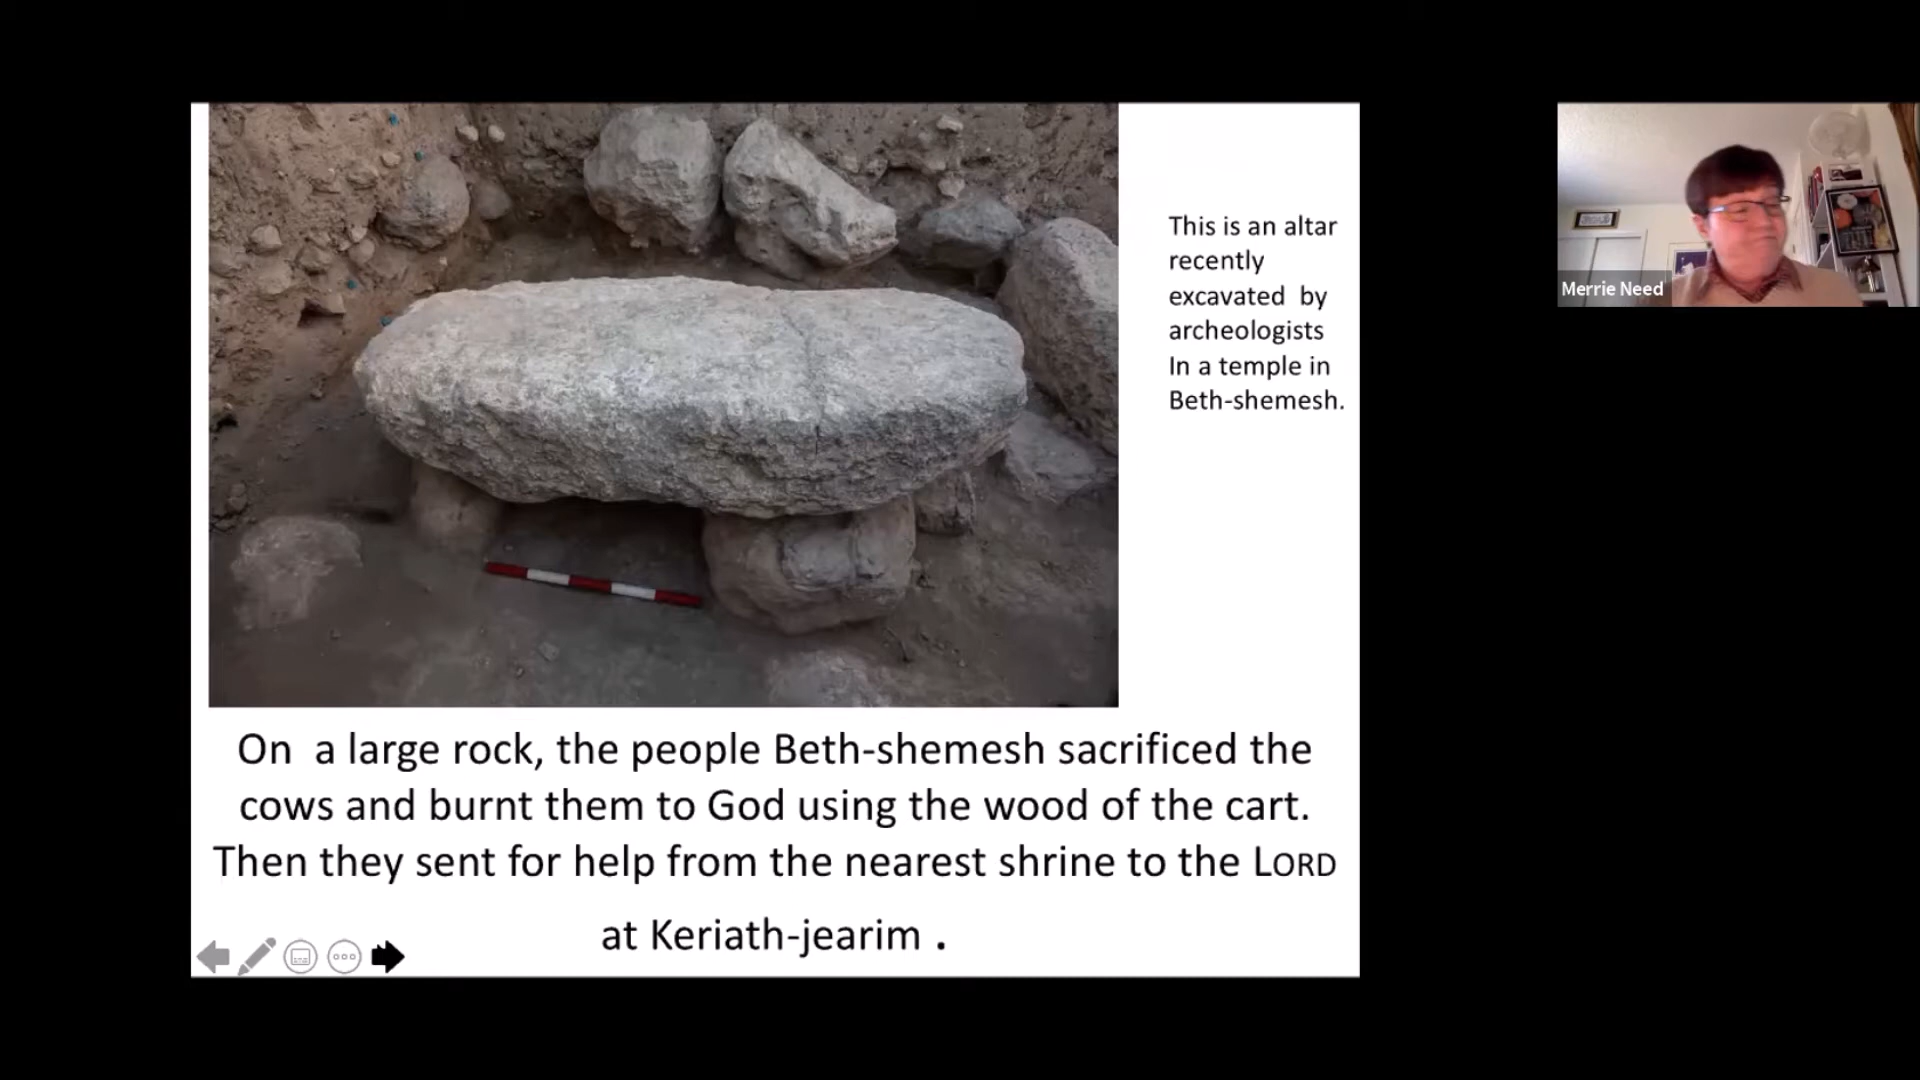 This is an altar
recently
excavated  by
archeologists
In a temple in
Beth-shemesh.
Merrie Need
On  a large rock, the people Beth-shemesh sacrificed the
cows and burnt them to God using the wood of the cart.
Then they sent for help from the nearest shrine to the LORD
at Keriath-jearim .